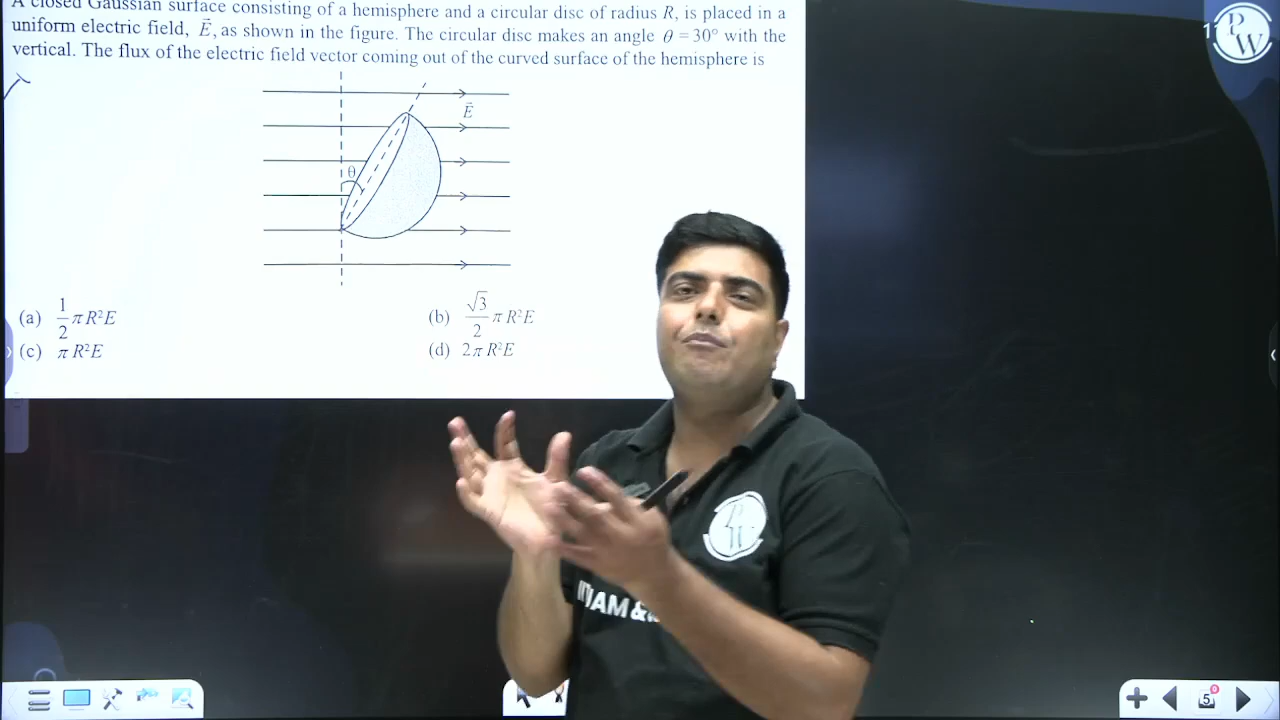 A closed Gaussian surface consisting of a hemisphere and a circular disc of radius R, is placed in a
uniform electric field, E⃗, as shown in the figure. The circular disc makes an angle θ = 30° with the
vertical. The flux of the electric field vector coming out of the curved surface of the hemisphere is
E⃗
θ
(a) 1/2 πR²E
(b) √3/2 πR²E
(c) πR²E
(d) 2πR²E
PW
5